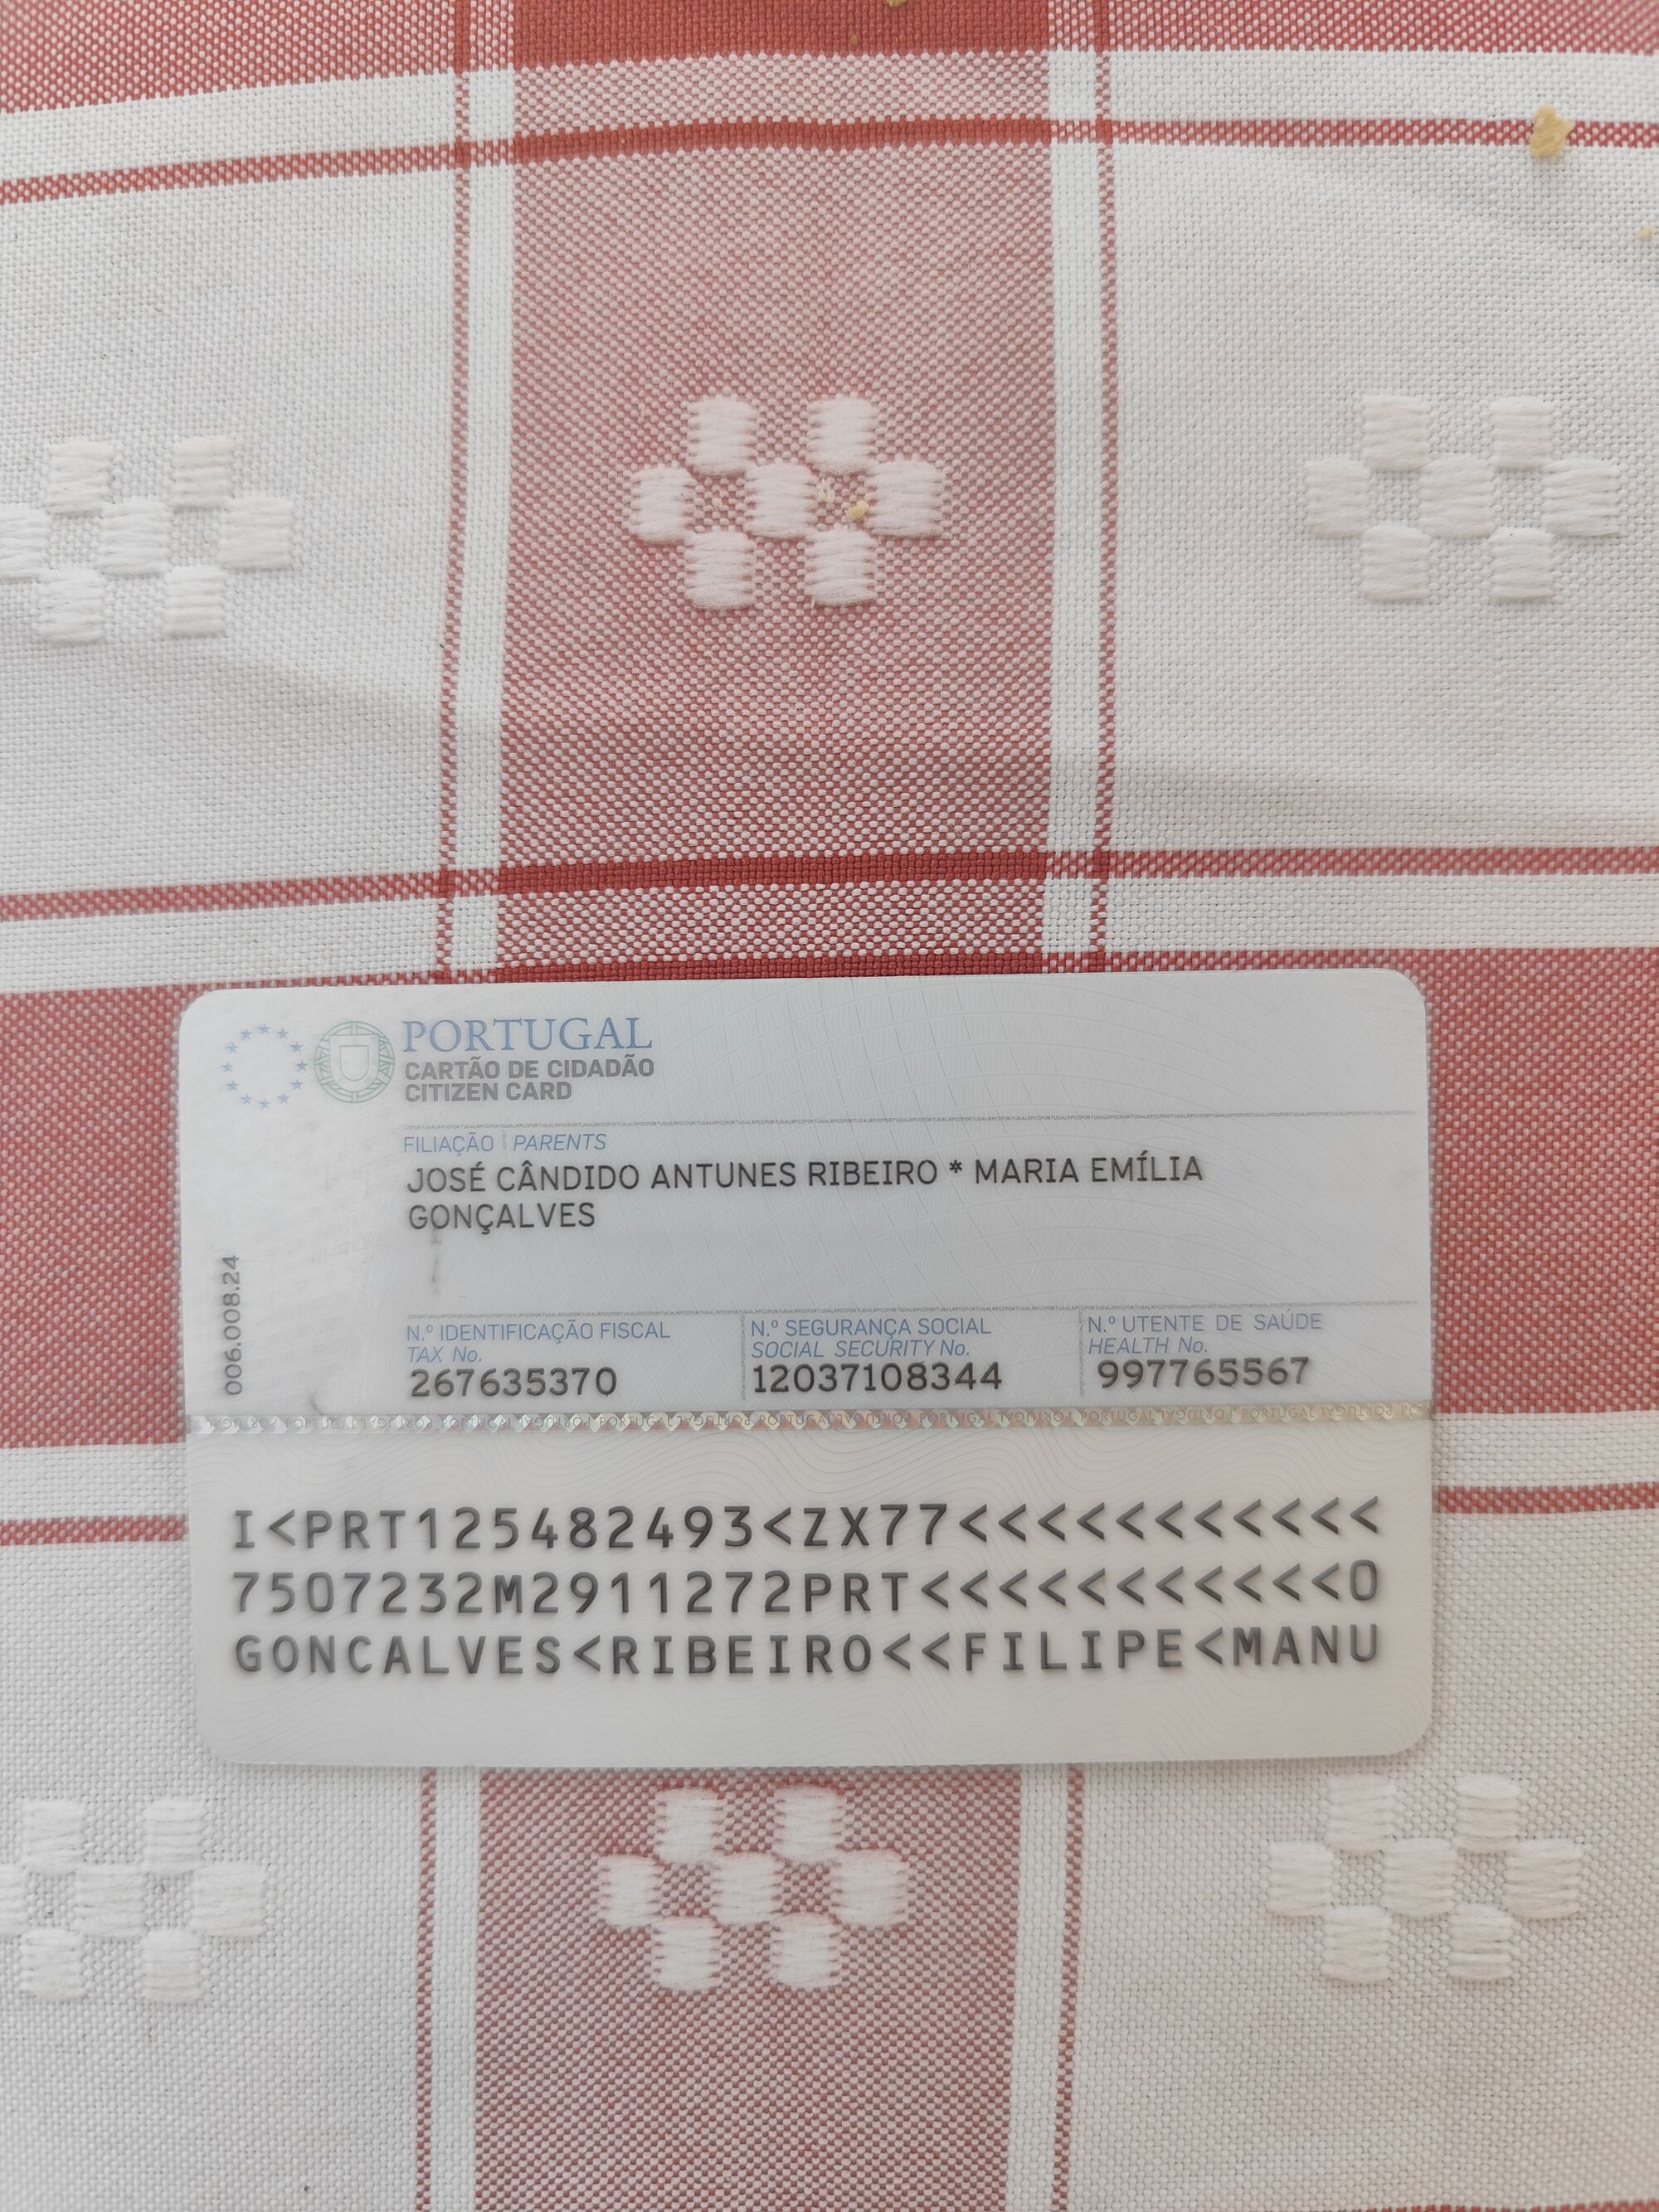 PORTUGAL
CARTÃO DE CIDADÃO
CITIZEN CARD
FILIAÇÃO | PARENTS
JOSÉ CÂNDIDO ANTUNES RIBEIRO * MARIA EMÍLIA
GONÇALVES
006.008.24
N.º IDENTIFICAÇÃO FISCAL
TAX No.
267635370
N.º SEGURANÇA SOCIAL
SOCIAL SECURITY No.
12037108344
N.º UTENTE DE SAÚDE
HEALTH No.
997765567
I<PRT125482493<ZX77<<<<<<<<<<<
7507232M2911272PRT<<<<<<<<<<<0
GONCALVES<RIBEIRO<<FILIPE<MANU